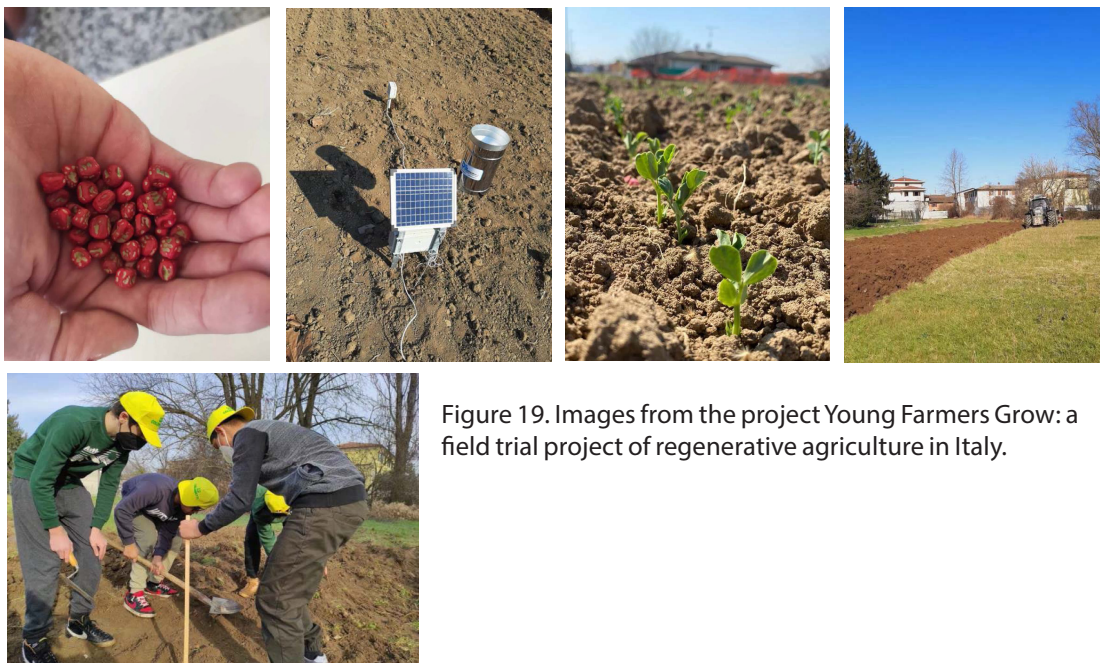 Figure 19. Images from the project Young Farmers Grow: a
field trial project of regenerative agriculture in Italy.